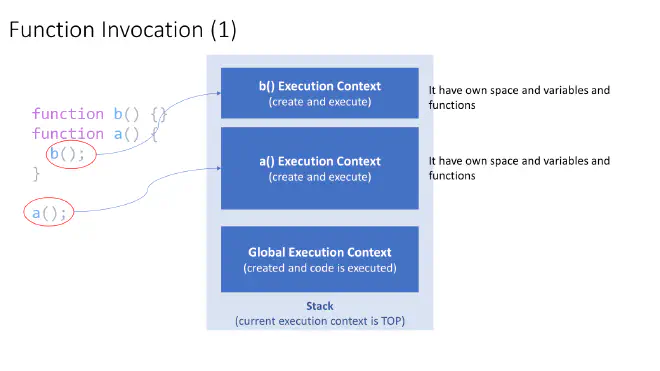 Function Invocation (1)
function b() {}
function a() {
b();
}
a();
b() Execution Context
(create and execute)
It have own space and variables and
functions
a() Execution Context
(create and execute)
It have own space and variables and
functions
Global Execution Context
(created and code is executed)
Stack
(current execution context is TOP)